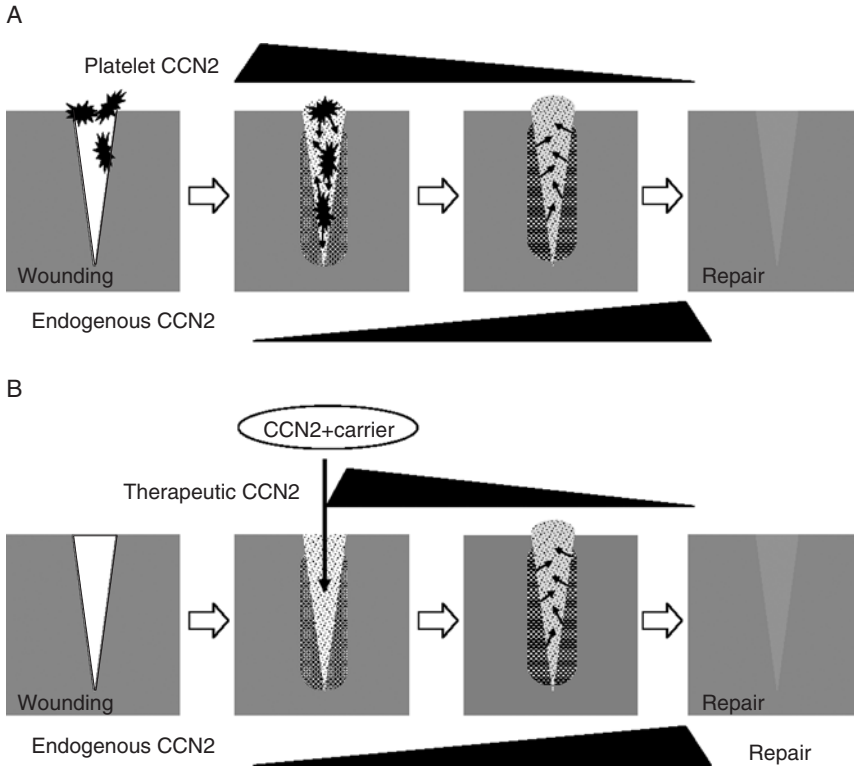 A
Platelet CCN2
Wounding
Repair
Endogenous CCN2
B
CCN2+carrier
Therapeutic CCN2
Wounding
Repair
Endogenous CCN2
Repair